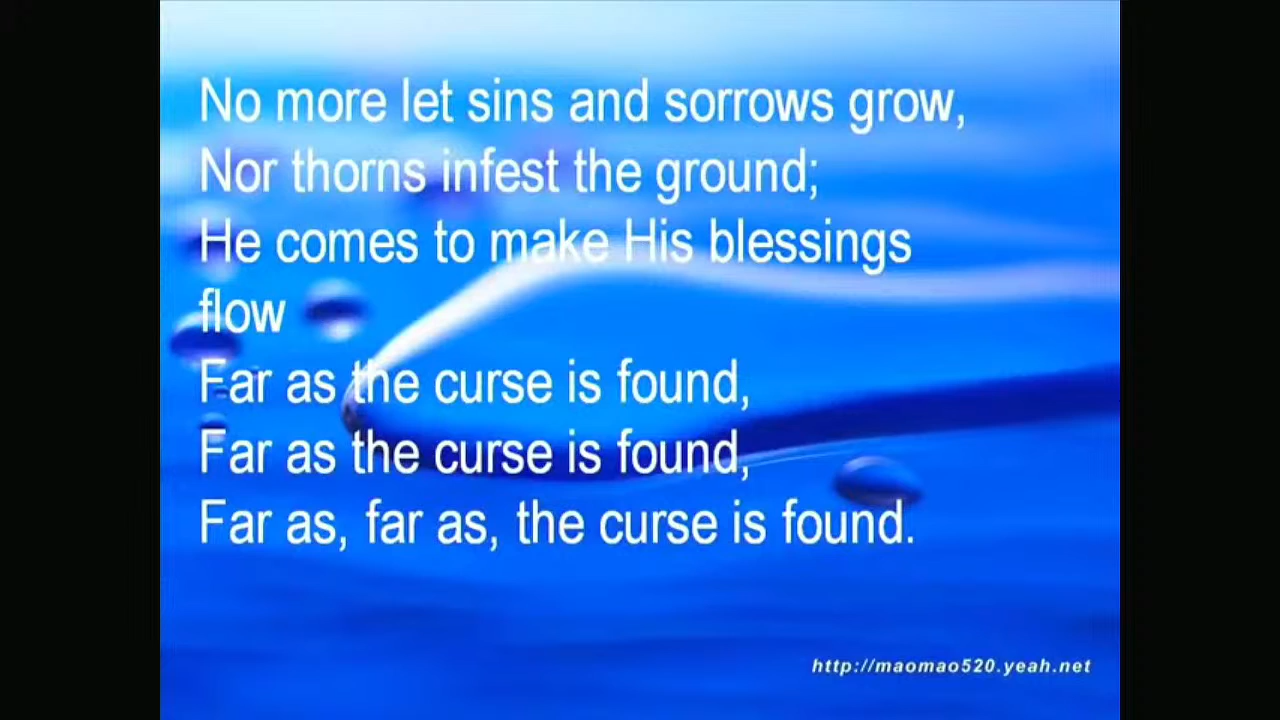 No more let sins and sorrows grow,
Nor thorns infest the ground;
He comes to make His blessings
flow
Far as the curse is found,
Far as the curse is found,
Far as, far as, the curse is found.
http://maomao520.yeah.net